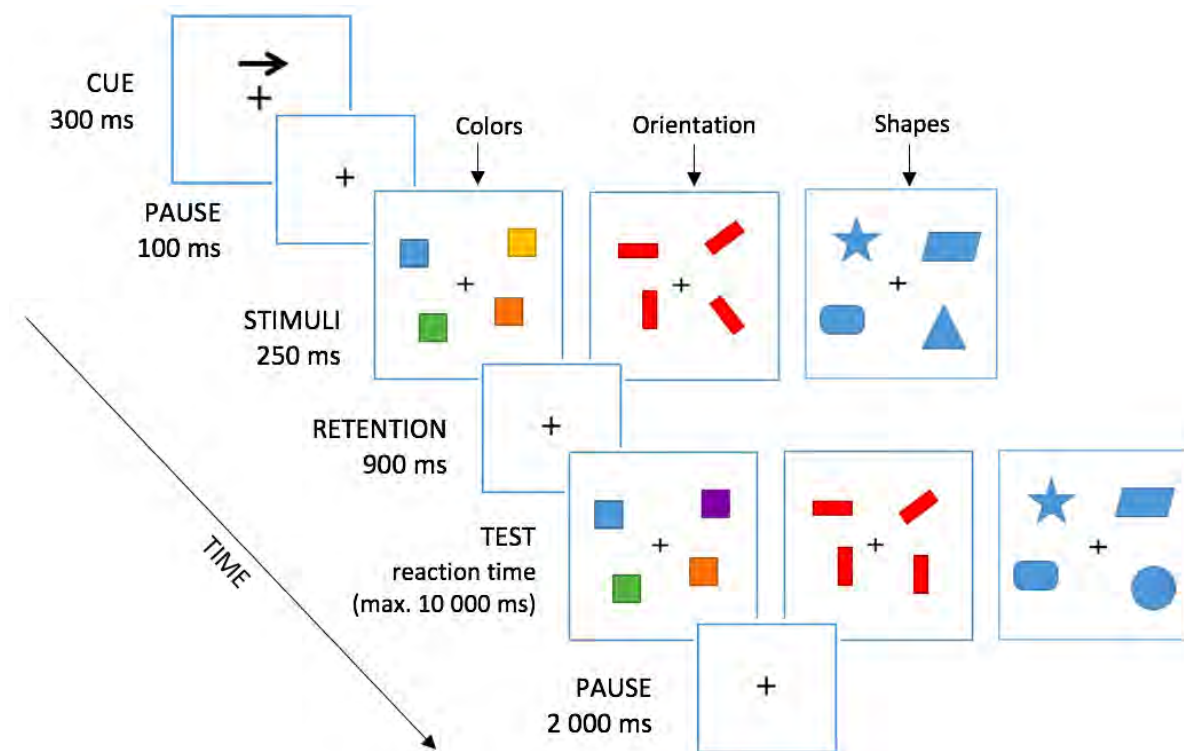 CUE
300 ms
Colors
Orientation
Shapes
PAUSE
100 ms
STIMULI
250 ms
RETENTION
900 ms
TEST
reaction time
(max. 10 000 ms)
TIME
PAUSE
2 000 ms